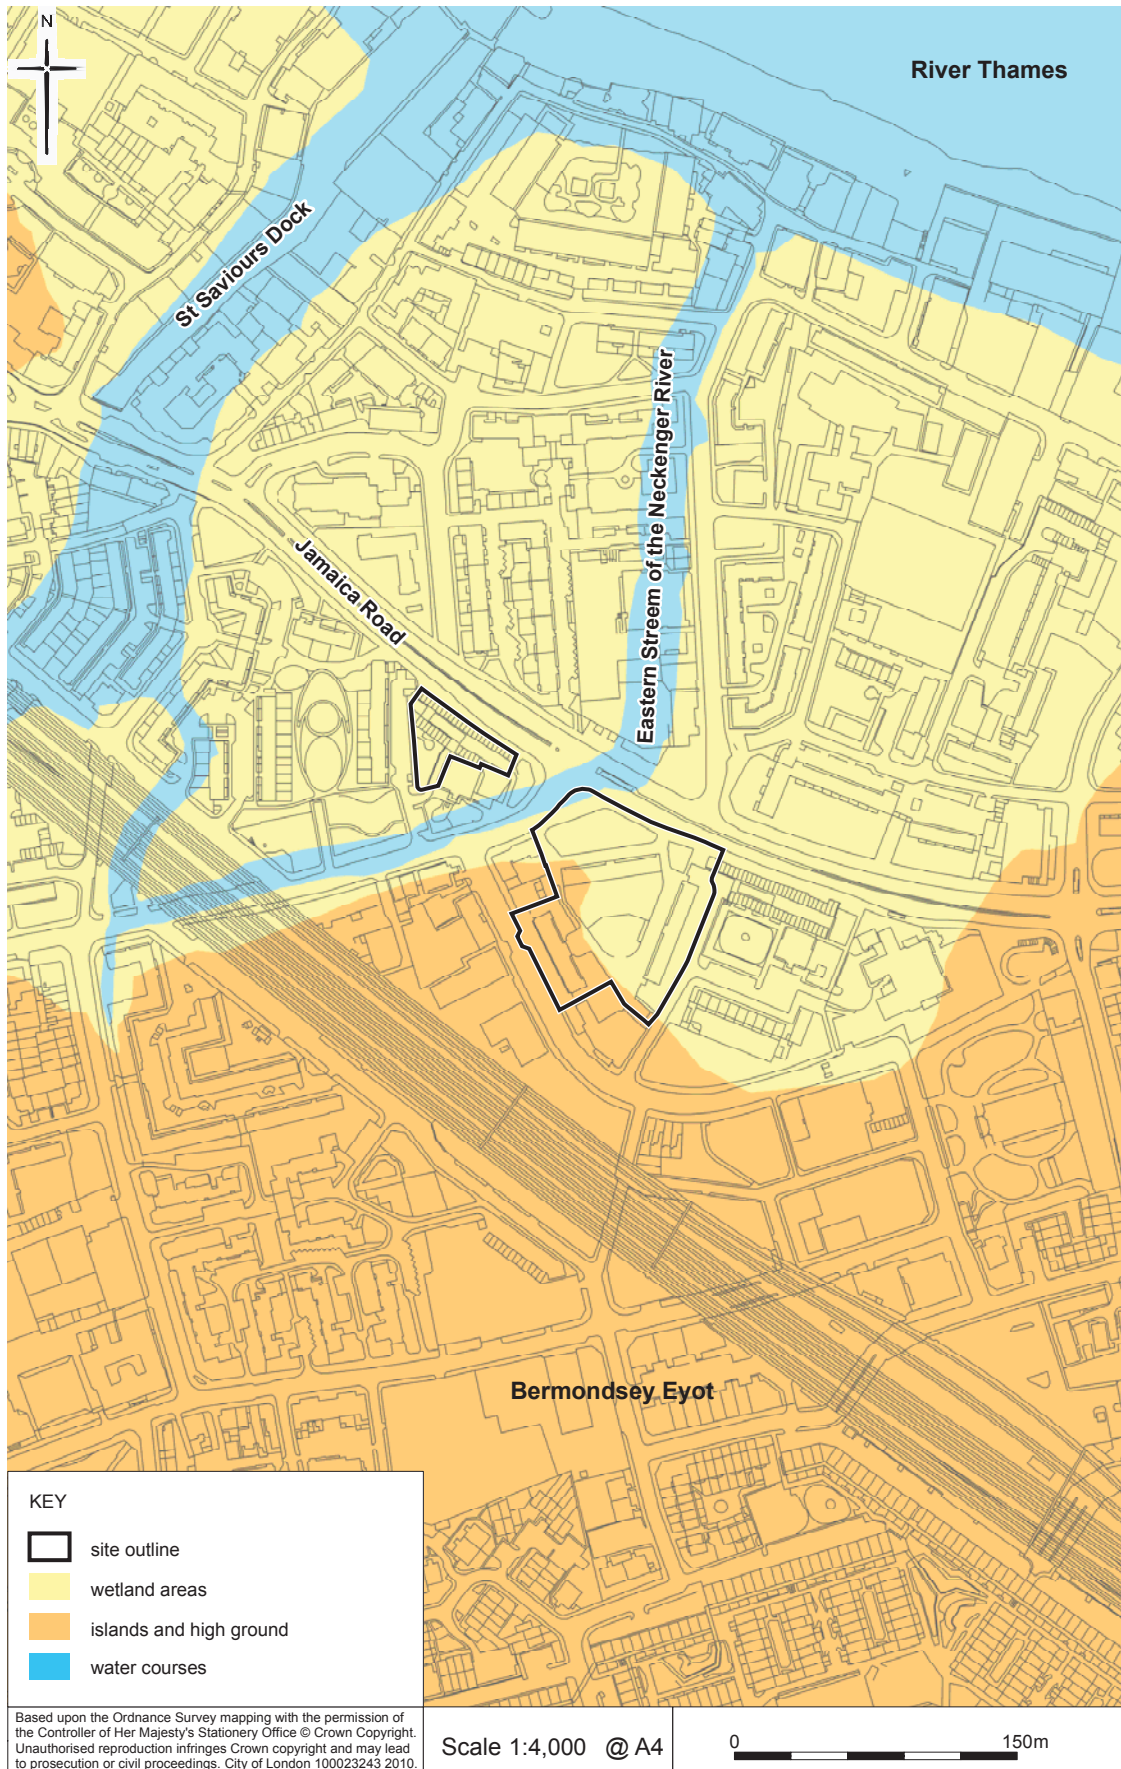 N
River Thames
St Saviours Dock
Eastern Streem of the Neckenger River
Jamaica Road
Bermondsey Eyot
KEY
site outline
wetland areas
islands and high ground
water courses
Based upon the Ordnance Survey mapping with the permission of
the Controller of Her Majesty's Stationery Office © Crown Copyright.
Unauthorised reproduction infringes Crown copyright and may lead
to prosecution or civil proceedings. City of London 100023243 2010.
Scale 1:4,000 @ A4
0 150m